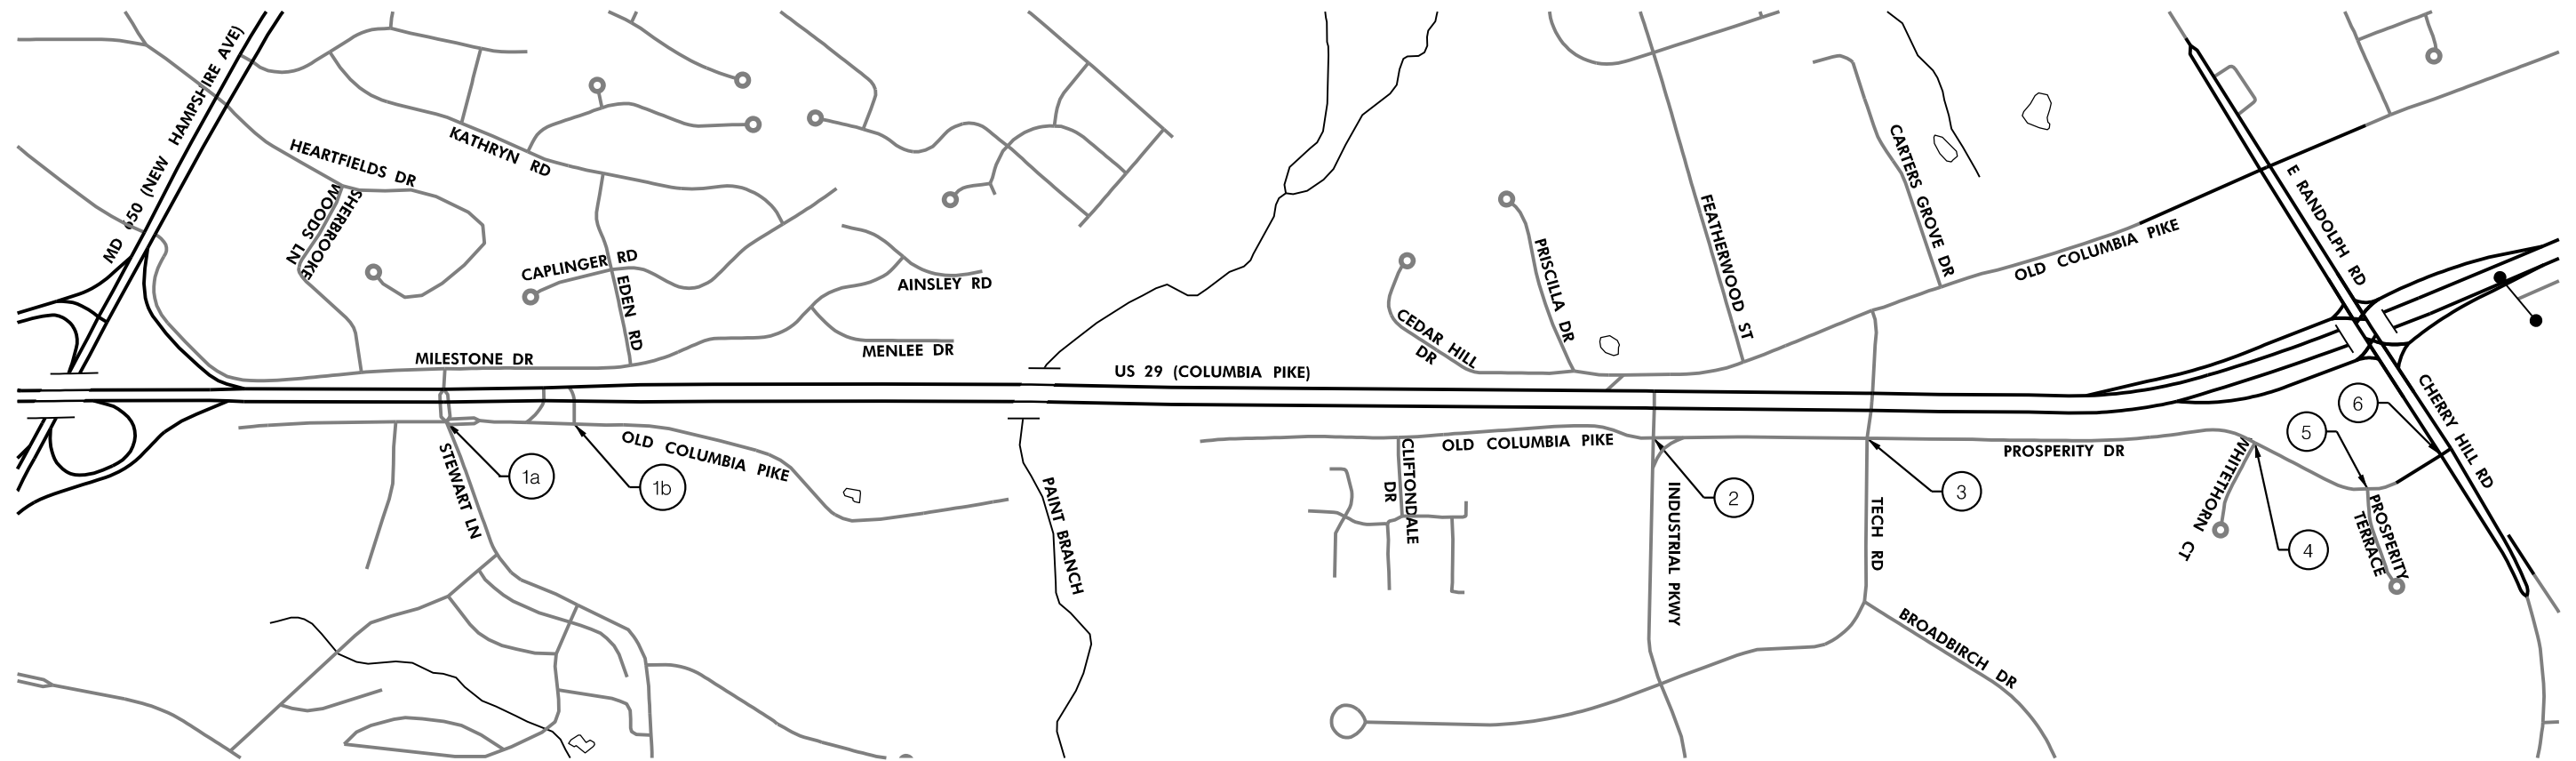 MD 650 (NEW HAMPSHIRE AVE)
HEARTFIELDS DR
KATHRYN RD
SHERBROOKE
WOODS LN
CAPLINGER RD
EDEN RD
AINSLEY RD
MENLEE DR
MILESTONE DR
US 29 (COLUMBIA PIKE)
CEDAR HILL
DR
PRISCILLA DR
FEATHERWOOD ST
CARTERS GROVE DR
OLD COLUMBIA PIKE
E RANDOLPH RD
CHERRY HILL RD
STEWART LN
1a
OLD COLUMBIA PIKE
1b
PAINT BRANCH
CLIFTONDALE
DR
OLD COLUMBIA PIKE
INDUSTRIAL PKWY
2
TECH RD
3
PROSPERITY DR
BROADBIRCH DR
WHITETHORN CT
4
5
6
PROSPERITY
TERRACE